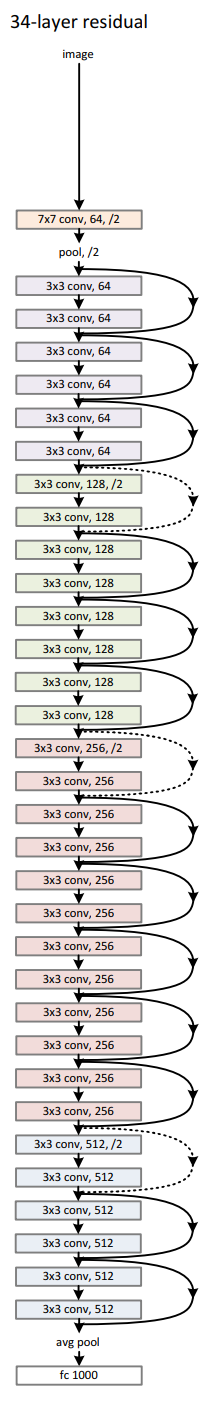 34-layer residual
image
7x7 conv, 64, /2
pool, /2
3x3 conv, 64
3x3 conv, 64
3x3 conv, 64
3x3 conv, 64
3x3 conv, 64
3x3 conv, 64
3x3 conv, 128, /2
3x3 conv, 128
3x3 conv, 128
3x3 conv, 128
3x3 conv, 128
3x3 conv, 128
3x3 conv, 128
3x3 conv, 128
3x3 conv, 256, /2
3x3 conv, 256
3x3 conv, 256
3x3 conv, 256
3x3 conv, 256
3x3 conv, 256
3x3 conv, 256
3x3 conv, 256
3x3 conv, 256
3x3 conv, 256
3x3 conv, 256
3x3 conv, 256
3x3 conv, 512, /2
3x3 conv, 512
3x3 conv, 512
3x3 conv, 512
3x3 conv, 512
3x3 conv, 512
avg pool
fc 1000